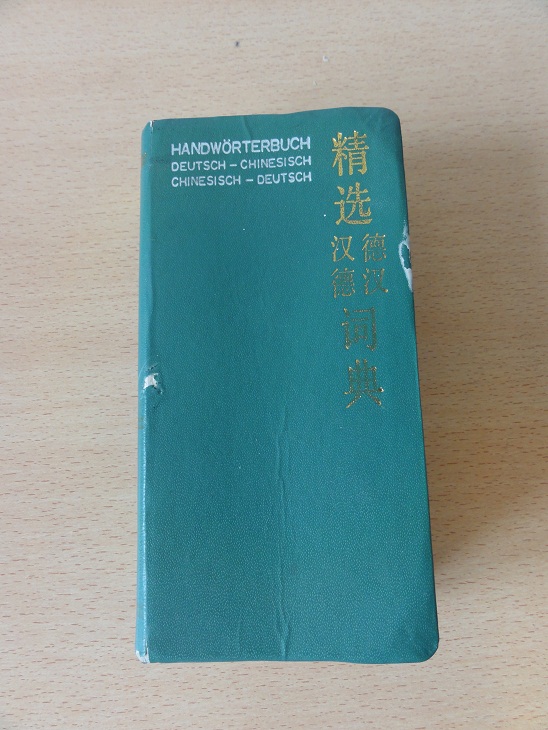 HANDWÖRTERBUCH
DEUTSCH – CHINESISCH
CHINESISCH – DEUTSCH
精选
德汉
汉德
词典